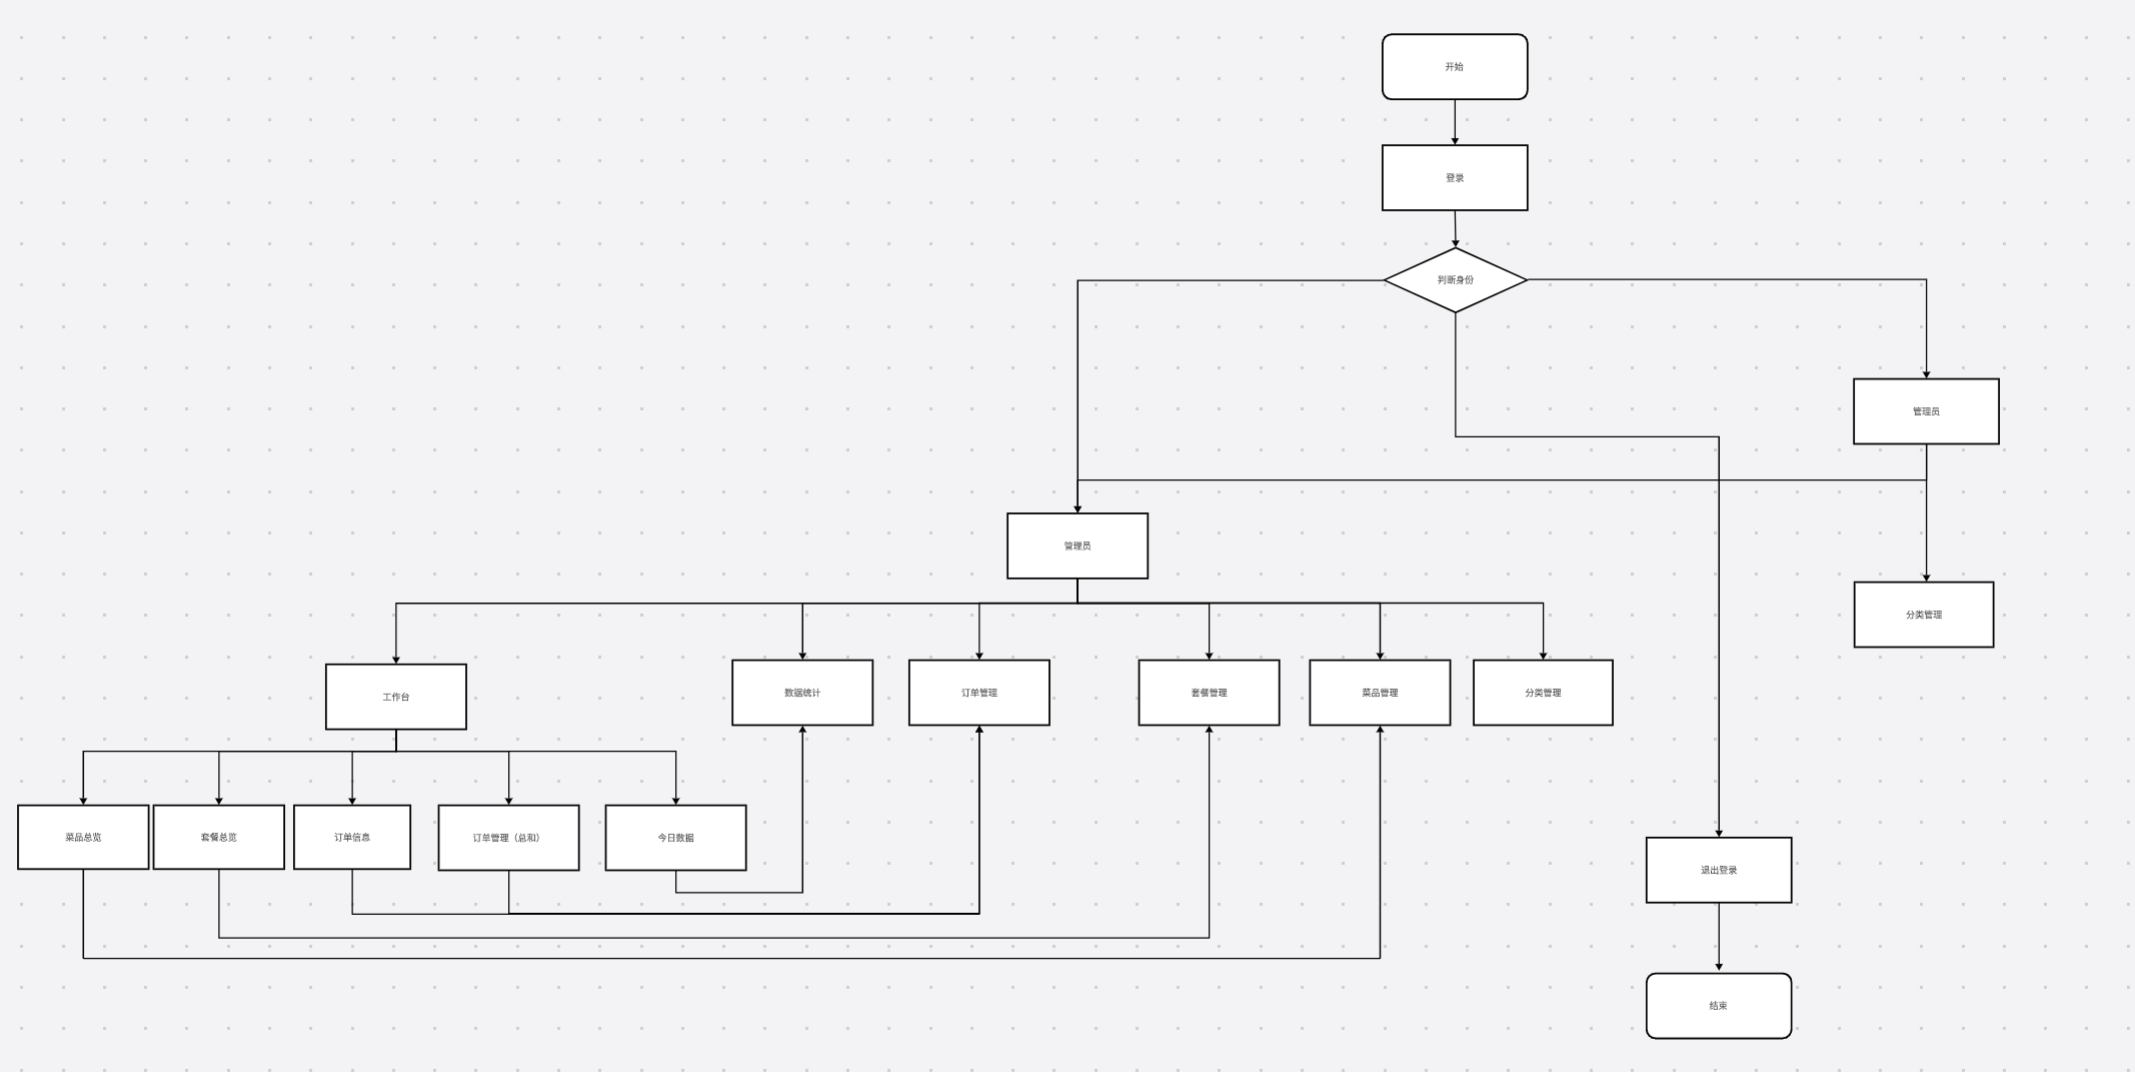 开始
登录
判断身份
管理员
管理员
分类管理
工作台
数据统计
订单管理
套餐管理
菜品管理
分类管理
菜品总览
套餐总览
订单信息
订单管理（总和）
今日数据
退出登录
结束